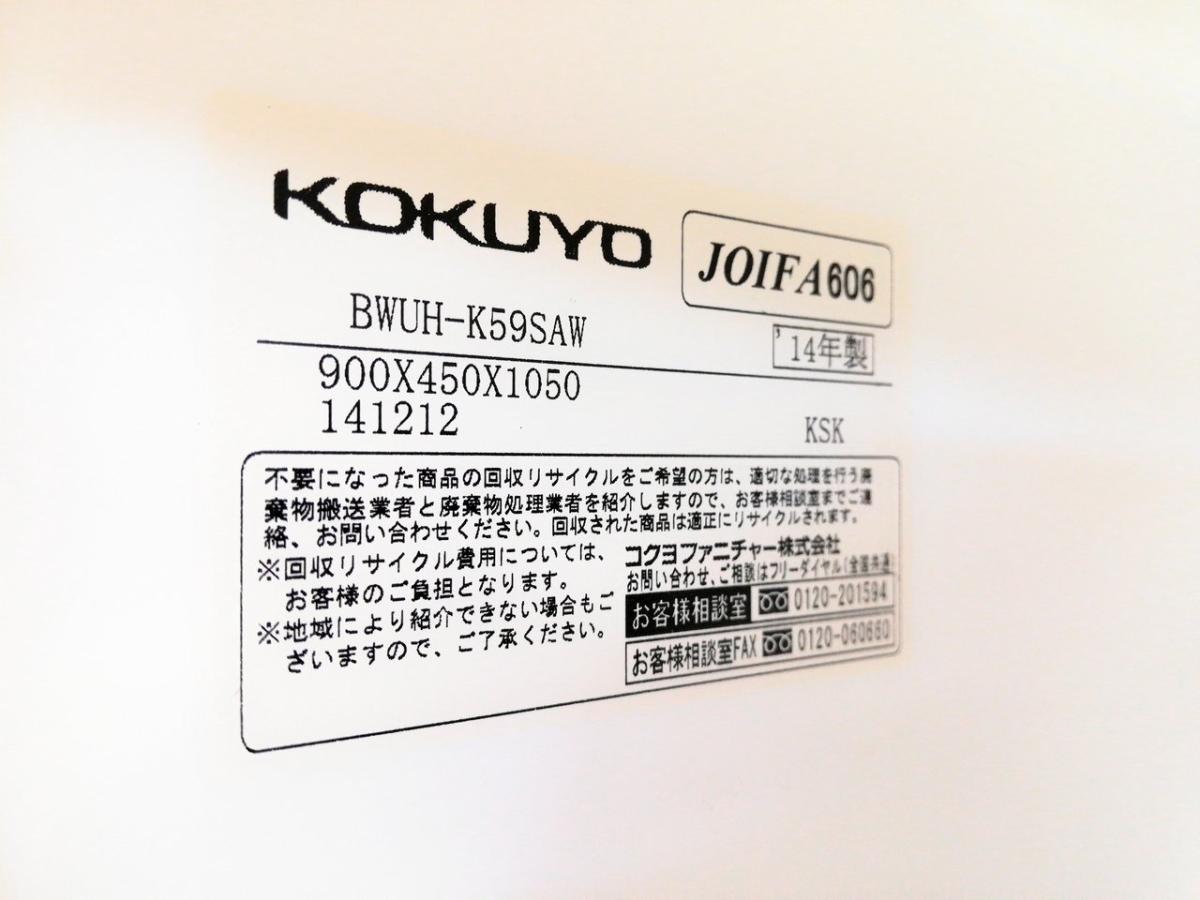 KOKUYO
JOIFA606
BWUH-K59SAW
'14年製
900X450X1050
141212
KSK
不要になった商品の回収リサイクルをご希望の方は、適切な処理を行う廃
棄物搬送業者と廃棄物処理業者を紹介しますので、お客様相談室までご連
絡、お問い合わせください。回収された商品は適正にリサイクルされます。
※回収リサイクル費用については、
お客様のご負担となります。
※地域により紹介できない場合もご
ざいますので、ご了承ください。
コクヨファニチャー株式会社
お問い合わせ、ご相談はフリーダイヤル(全国共通)
お客様相談室 0120-201594
お客様相談室FAX 0120-060660